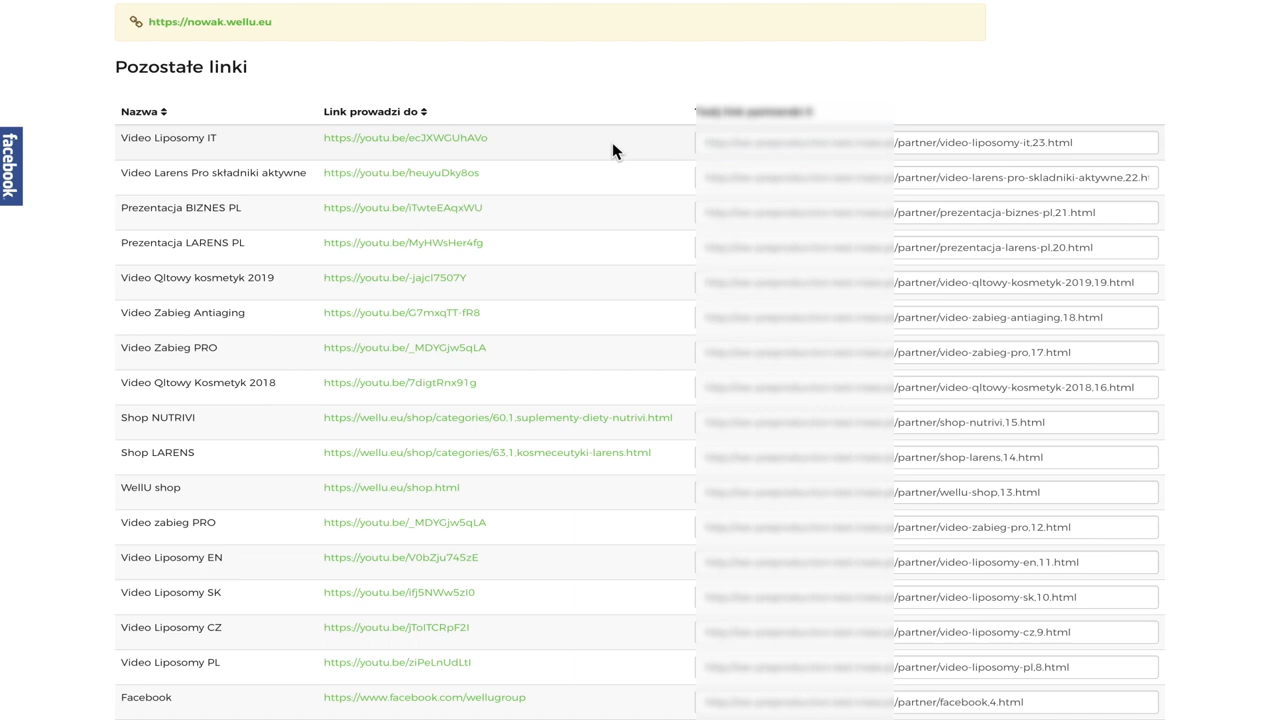 https://nowak.wellu.eu
Pozostałe linki
Nazwa Link prowadzi do
facebook
Video Liposomy IT https://youtu.be/ecJXWGUhAVo /partner/video-liposomy-it,23.html
Video Larens Pro składniki aktywne https://youtu.be/heuyuDky8os /partner/video-larens-pro-skladniki-aktywne,22.ht
Prezentacja BIZNES PL https://youtu.be/iTwteEAqxWU /partner/prezentacja-biznes-pl,21.html
Prezentacja LARENS PL https://youtu.be/MyHWsHer4fg /partner/prezentacja-larens-pl,20.html
Video Qltowy kosmetyk 2019 https://youtu.be/-jajcI7507Y /partner/video-qltowy-kosmetyk-2019,19.html
Video Zabieg Antiaging https://youtu.be/G7mxqTT-fR8 /partner/video-zabieg-antiaging,18.html
Video Zabieg PRO https://youtu.be/_MDYGjw5qLA /partner/video-zabieg-pro,17.html
Video Qltowy Kosmetyk 2018 https://youtu.be/7digtRnx91g /partner/video-qltowy-kosmetyk-2018,16.html
Shop NUTRIVI https://wellu.eu/shop/categories/60,1,suplementy-diety-nutrivi.html /partner/shop-nutrivi,15.html
Shop LARENS https://wellu.eu/shop/categories/63,1,kosmeceutyki-larens.html /partner/shop-larens,14.html
WellU shop https://wellu.eu/shop.html /partner/wellu-shop,13.html
Video zabieg PRO https://youtu.be/_MDYGjw5qLA /partner/video-zabieg-pro,12.html
Video Liposomy EN https://youtu.be/V0bZju745zE /partner/video-liposomy-en,11.html
Video Liposomy SK https://youtu.be/ifj5NWw5zI0 /partner/video-liposomy-sk,10.html
Video Liposomy CZ https://youtu.be/jToITCRpF2I /partner/video-liposomy-cz,9.html
Video Liposomy PL https://youtu.be/ziPeLnUdLtI /partner/video-liposomy-pl,8.html
Facebook https://www.facebook.com/wellugroup /partner/facebook,4.html